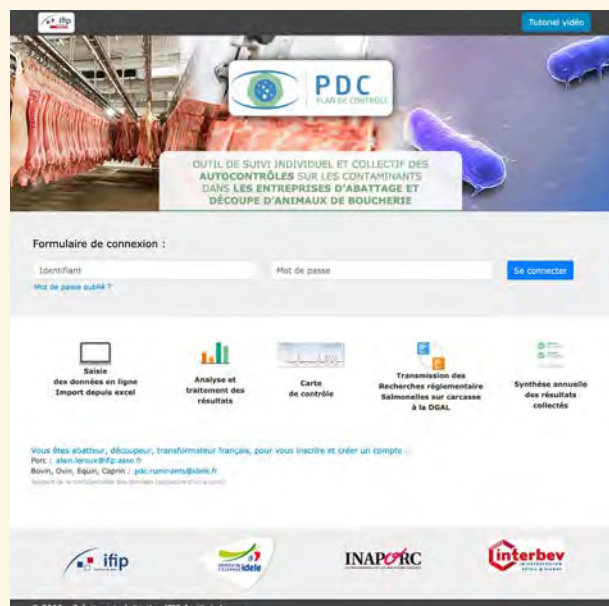 ifip
Tutoriel vidéo
PDC
PLAN DE CONTRÔLE
OUTIL DE SUIVI INDIVIDUEL ET COLLECTIF DES
AUTOCONTRÔLES SUR LES CONTAMINANTS
DANS LES ENTREPRISES D'ABATTAGE ET
DÉCOUPE D'ANIMAUX DE BOUCHERIE
Formulaire de connexion :
Identifiant
Mot de passe
Se connecter
Mot de passe oublié ?
Saisie
des données en ligne
Import depuis excel
Analyse et
traitement des
résultats
Carte
de contrôle
Transmission des
Recherches réglementaire
Salmonelles sur carcasse
à la DGAL
Synthèse annuelle
des résultats
collectés
Vous êtes abatteur, découpeur, transformateur français, pour vous inscrire et créer un compte :
Porc : alain.leroux@ifip.asso.fr
Bovin, Ovin, Equin, Caprin : pdc.ruminants@idele.fr
ifip
idele
INAPORC
interbev